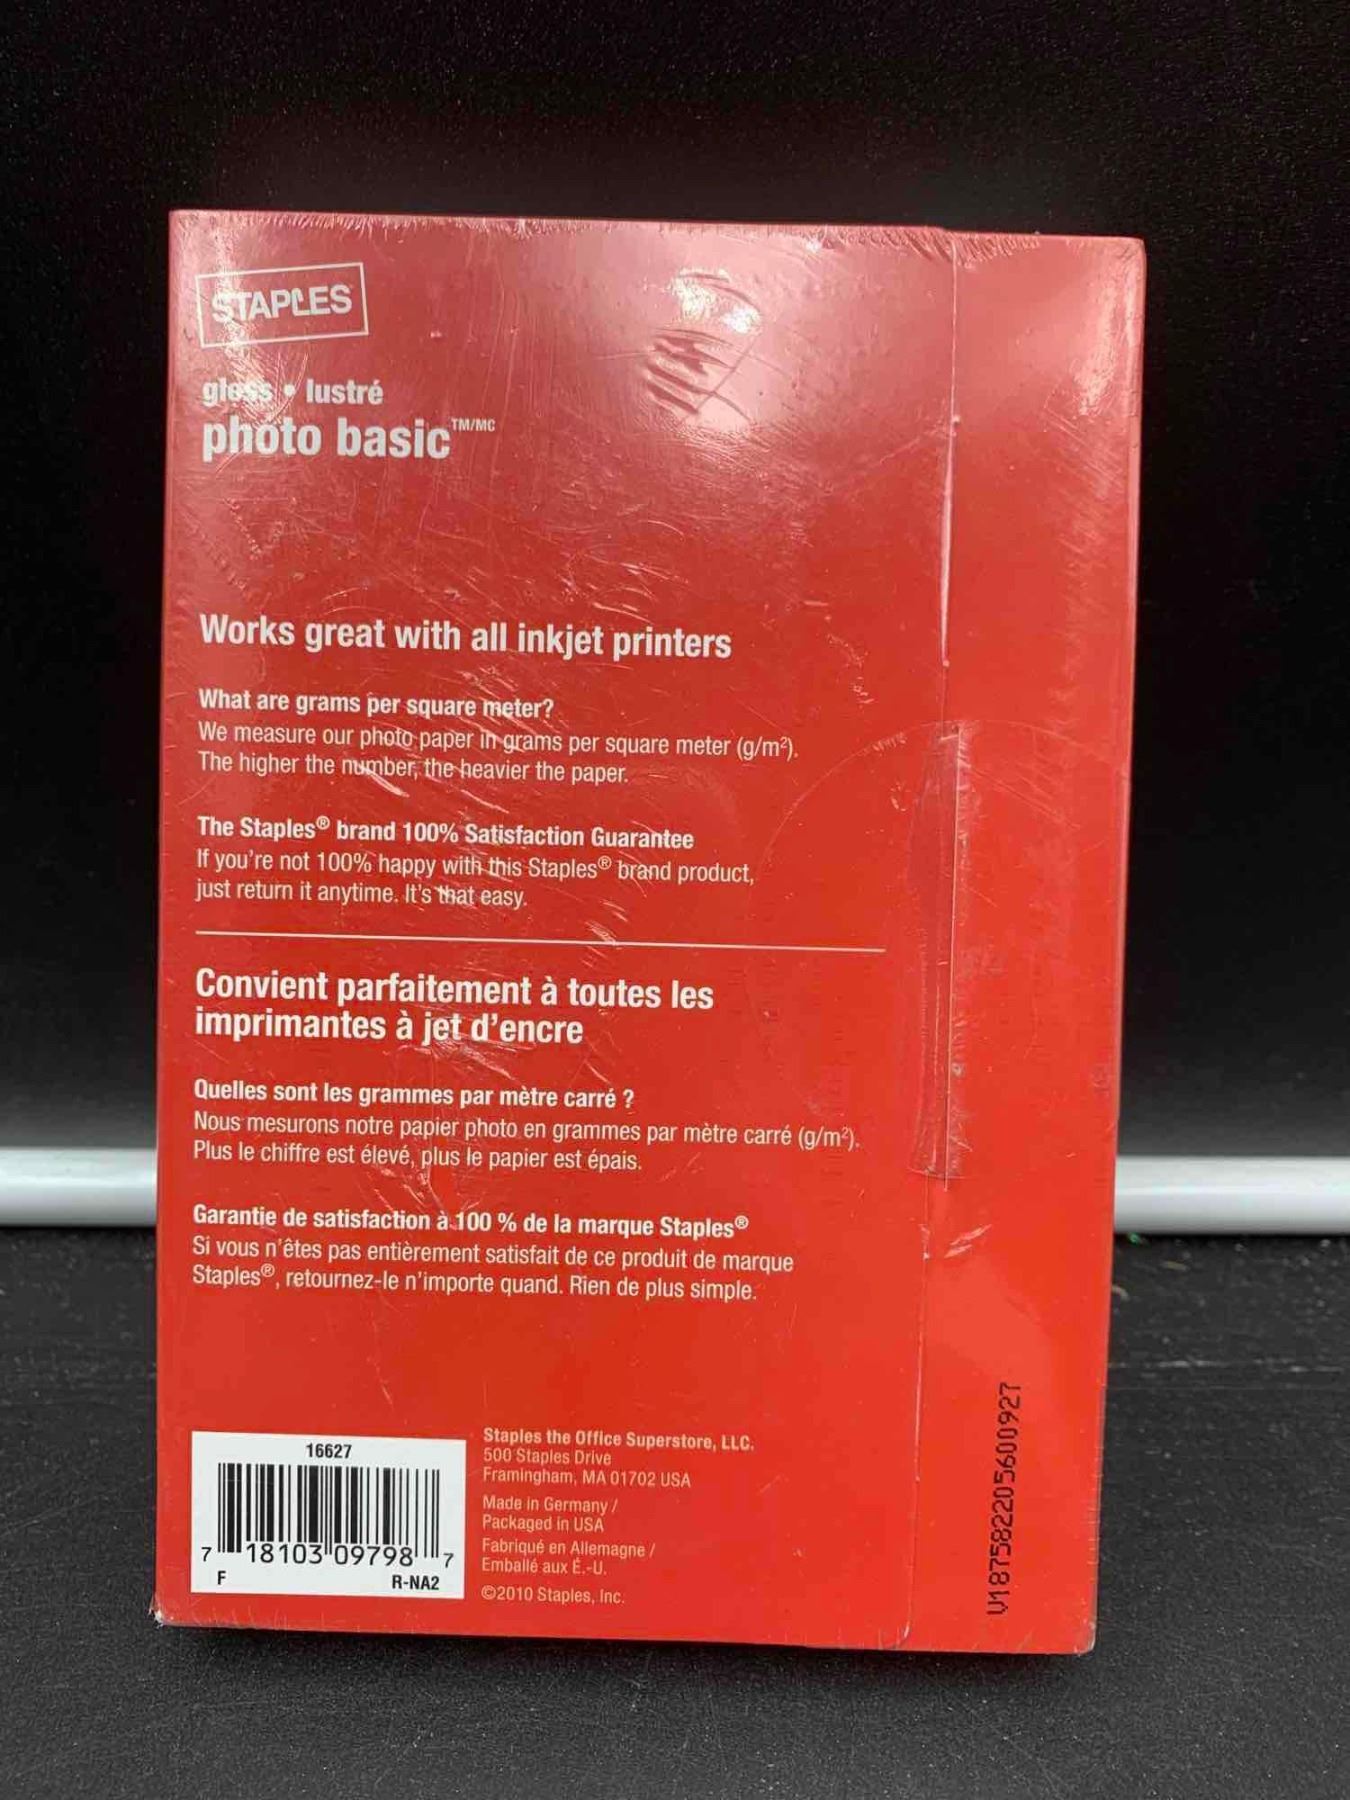 STAPLES
gloss • lustré
photo basic™/MC
Works great with all inkjet printers
What are grams per square meter?
We measure our photo paper in grams per square meter (g/m²).
The higher the number, the heavier the paper.
The Staples® brand 100% Satisfaction Guarantee
If you're not 100% happy with this Staples® brand product,
just return it anytime. It's that easy.
Convient parfaitement à toutes les
imprimantes à jet d'encre
Quelles sont les grammes par mètre carré ?
Nous mesurons notre papier photo en grammes par mètre carré (g/m²).
Plus le chiffre est élevé, plus le papier est épais.
Garantie de satisfaction à 100 % de la marque Staples®
Si vous n'êtes pas entièrement satisfait de ce produit de marque
Staples®, retournez-le n'importe quand. Rien de plus simple.
16627
7 18103 09798 7
F R-NA2
Staples the Office Superstore, LLC.
500 Staples Drive
Framingham, MA 01702 USA
Made in Germany /
Packaged in USA
Fabriqué en Allemagne /
Emballé aux É.-U.
©2010 Staples, Inc.
V187582205600927